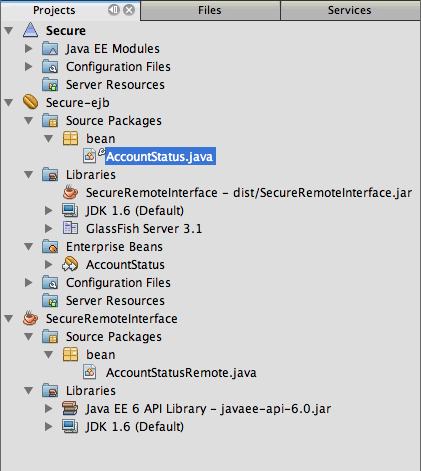 Projects
Files
Services
Secure
Java EE Modules
Configuration Files
Server Resources
Secure-ejb
Source Packages
bean
AccountStatus.java
Libraries
SecureRemoteInterface - dist/SecureRemoteInterface.jar
JDK 1.6 (Default)
GlassFish Server 3.1
Enterprise Beans
AccountStatus
Configuration Files
Server Resources
SecureRemoteInterface
Source Packages
bean
AccountStatusRemote.java
Libraries
Java EE 6 API Library - javaee-api-6.0.jar
JDK 1.6 (Default)